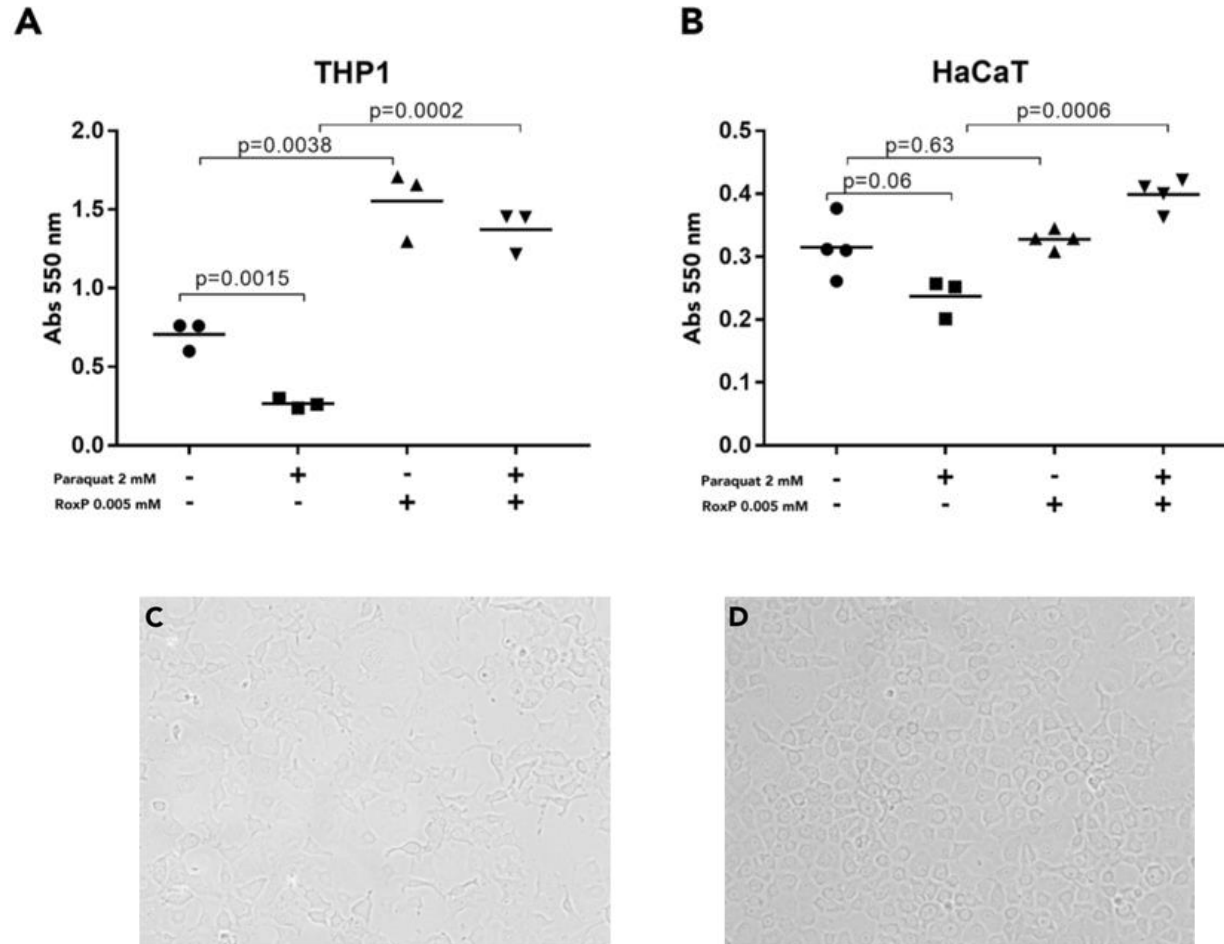 A
THP1
p=0.0002
p=0.0038
p=0.0015
2.0
1.5
1.0
0.5
0.0
Abs 550 nm
Paraquat 2 mM - + - +
RoxP 0.005 mM - - + +
B
HaCaT
p=0.0006
p=0.63
p=0.06
0.5
0.4
0.3
0.2
0.1
0.0
Abs 550 nm
Paraquat 2 mM - + - +
RoxP 0.005 mM - - + +
C
D